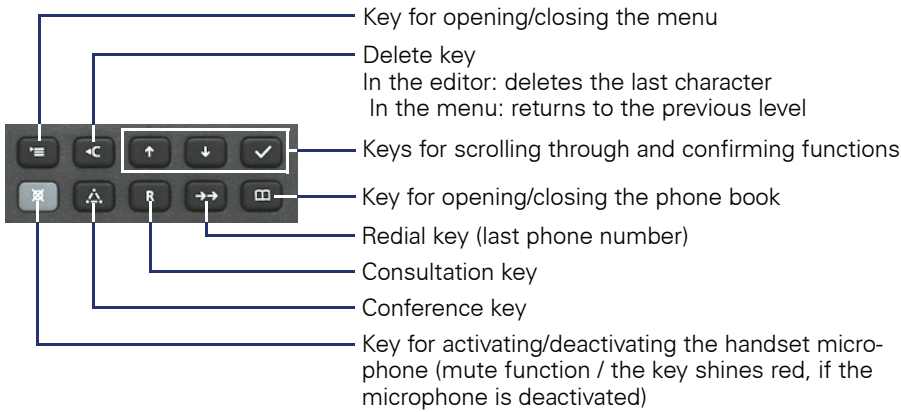 Key for opening/closing the menu
Delete key
In the editor: deletes the last character
In the menu: returns to the previous level
C
Keys for scrolling through and confirming functions
R
Key for opening/closing the phone book
Redial key (last phone number)
Consultation key
Conference key
Key for activating/deactivating the handset micro-
phone (mute function / the key shines red, if the
microphone is deactivated)